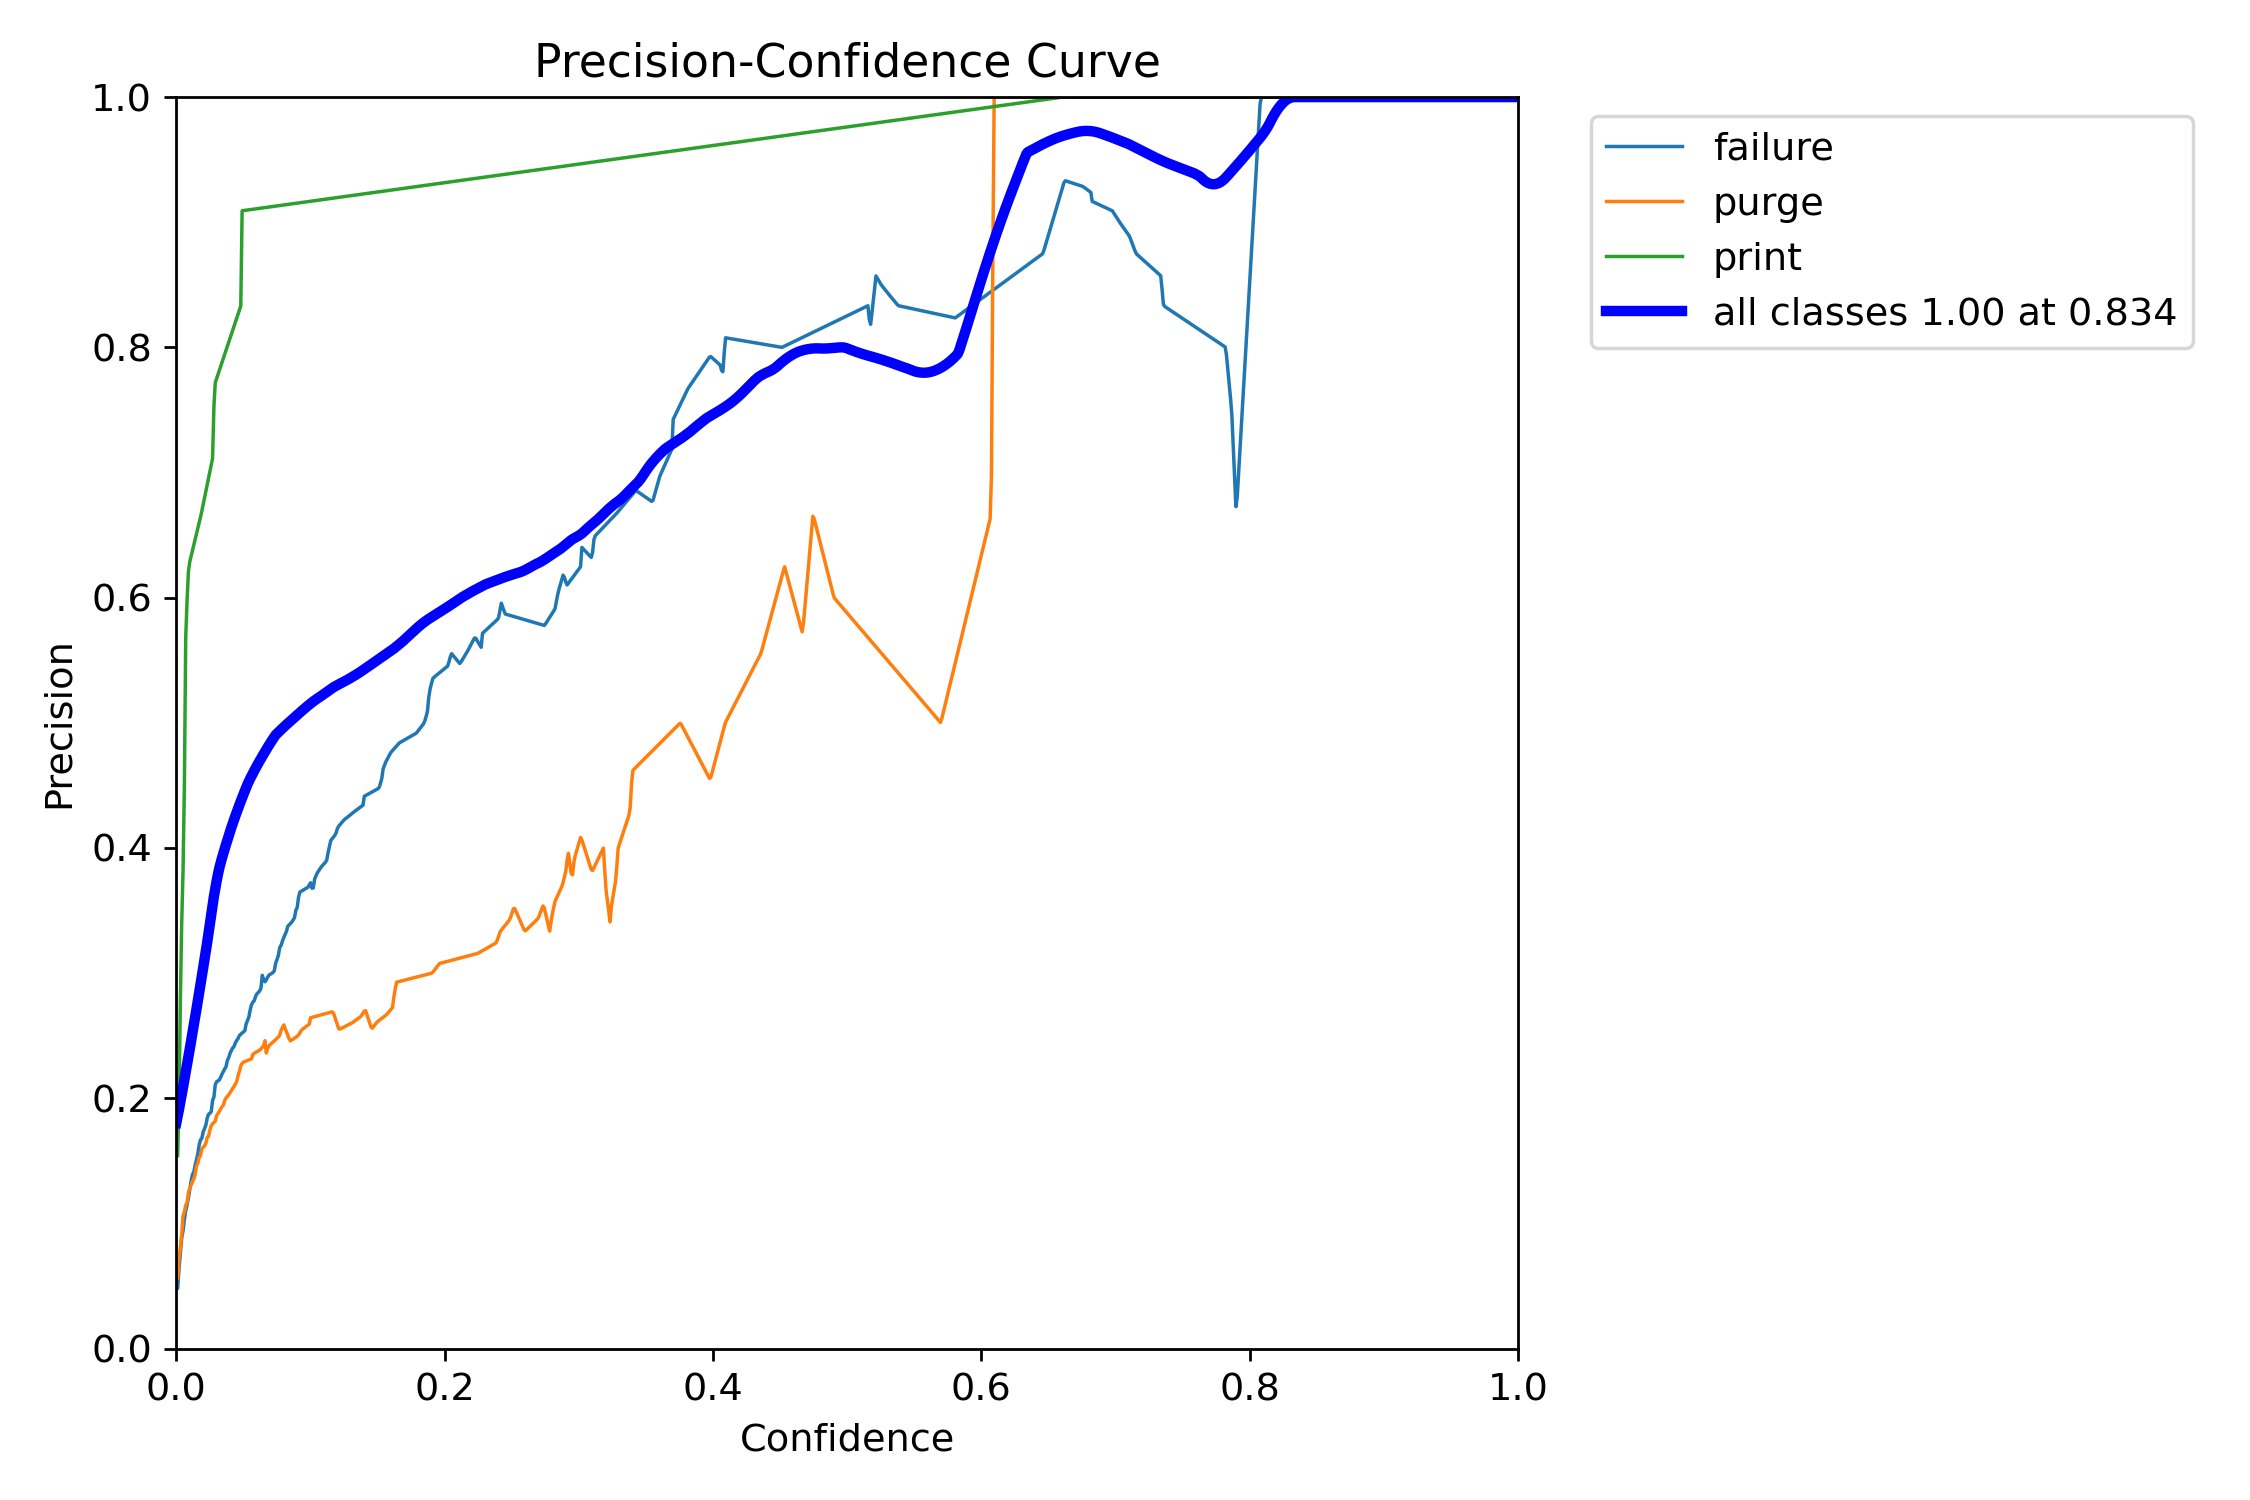 Precision-Confidence Curve
1.0
0.8
0.6
0.4
0.2
0.0
Precision
0.0 0.2 0.4 0.6 0.8 1.0
Confidence
failure
purge
print
all classes 1.00 at 0.834